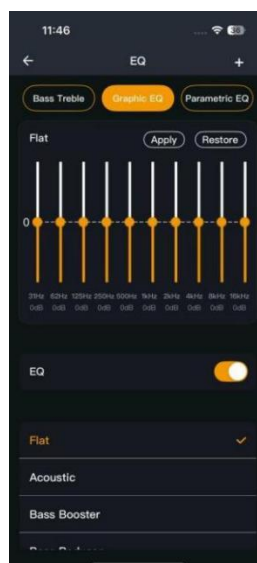 11:46
38
EQ
+
Bass Treble
Graphic EQ
Parametric EQ
Flat
Apply
Restore
0
31Hz 62Hz 125Hz 250Hz 500Hz 1kHz 2kHz 4kHz 8kHz 16kHz
0dB 0dB 0dB 0dB 0dB 0dB 0dB 0dB 0dB 0dB
EQ
Flat
Acoustic
Bass Booster